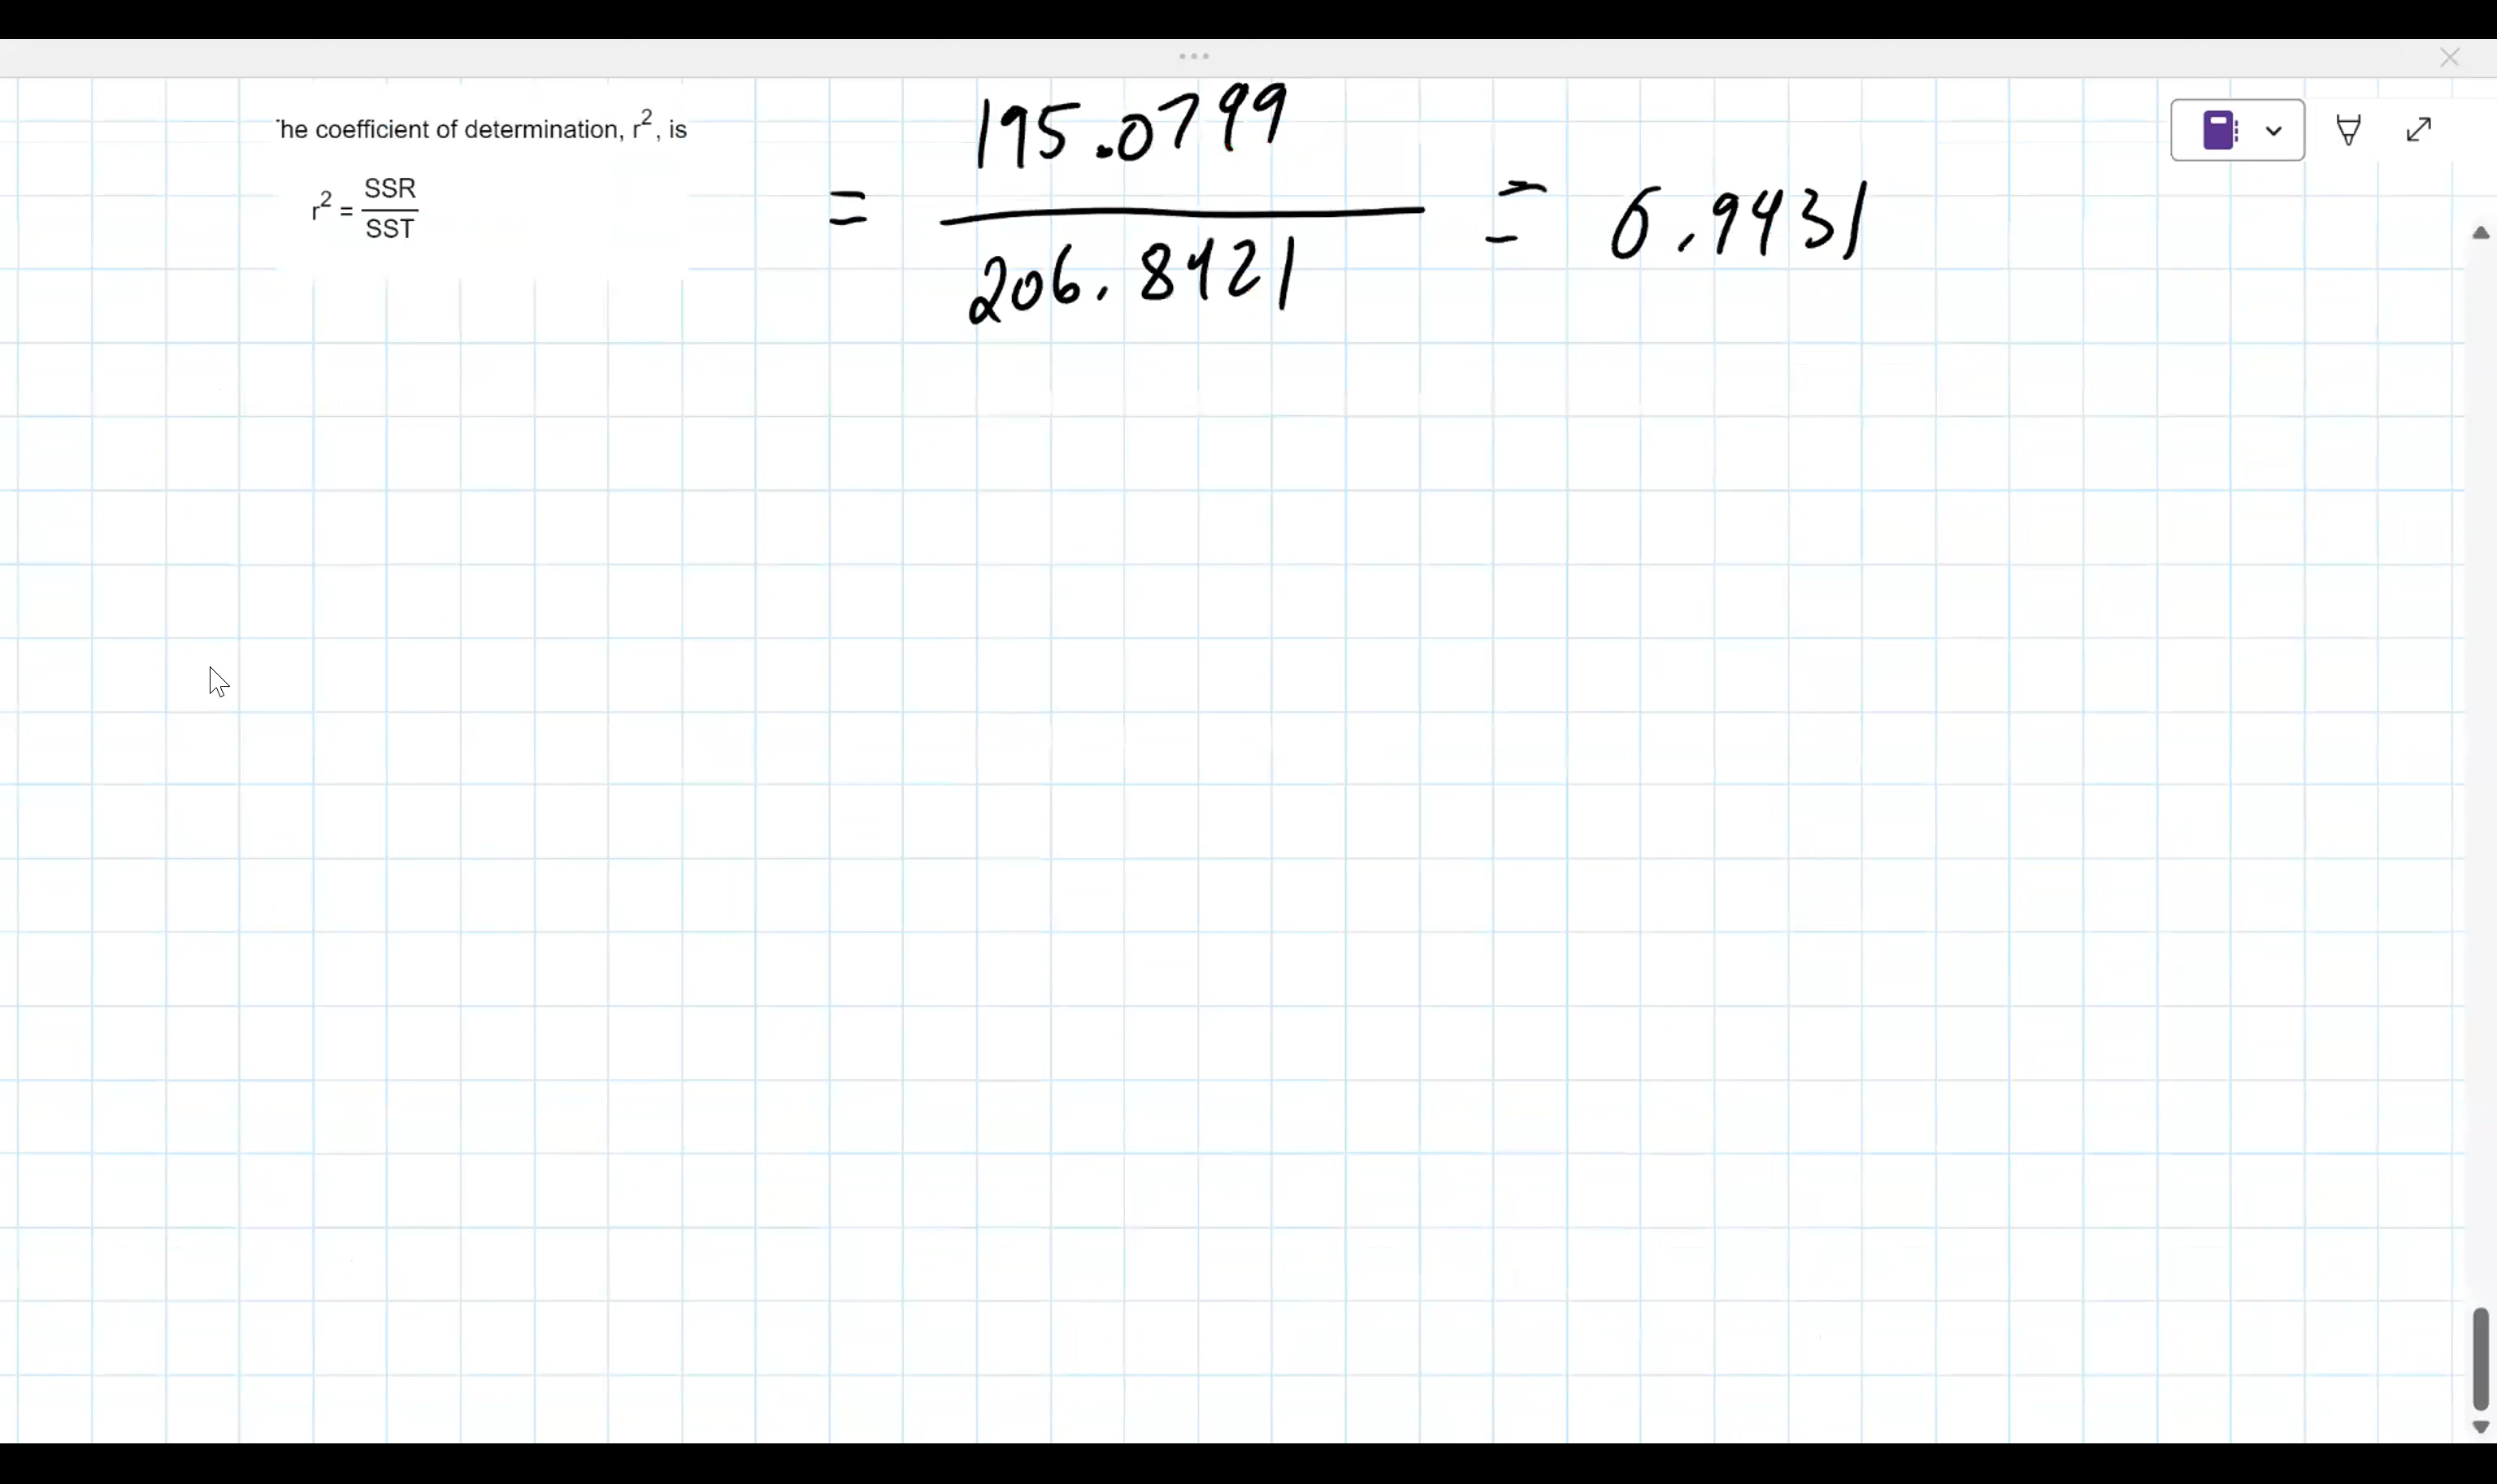 he coefficient of determination, r², is
r² = SSR / SST
= 195.0799 / 206.8421 = 0.9431